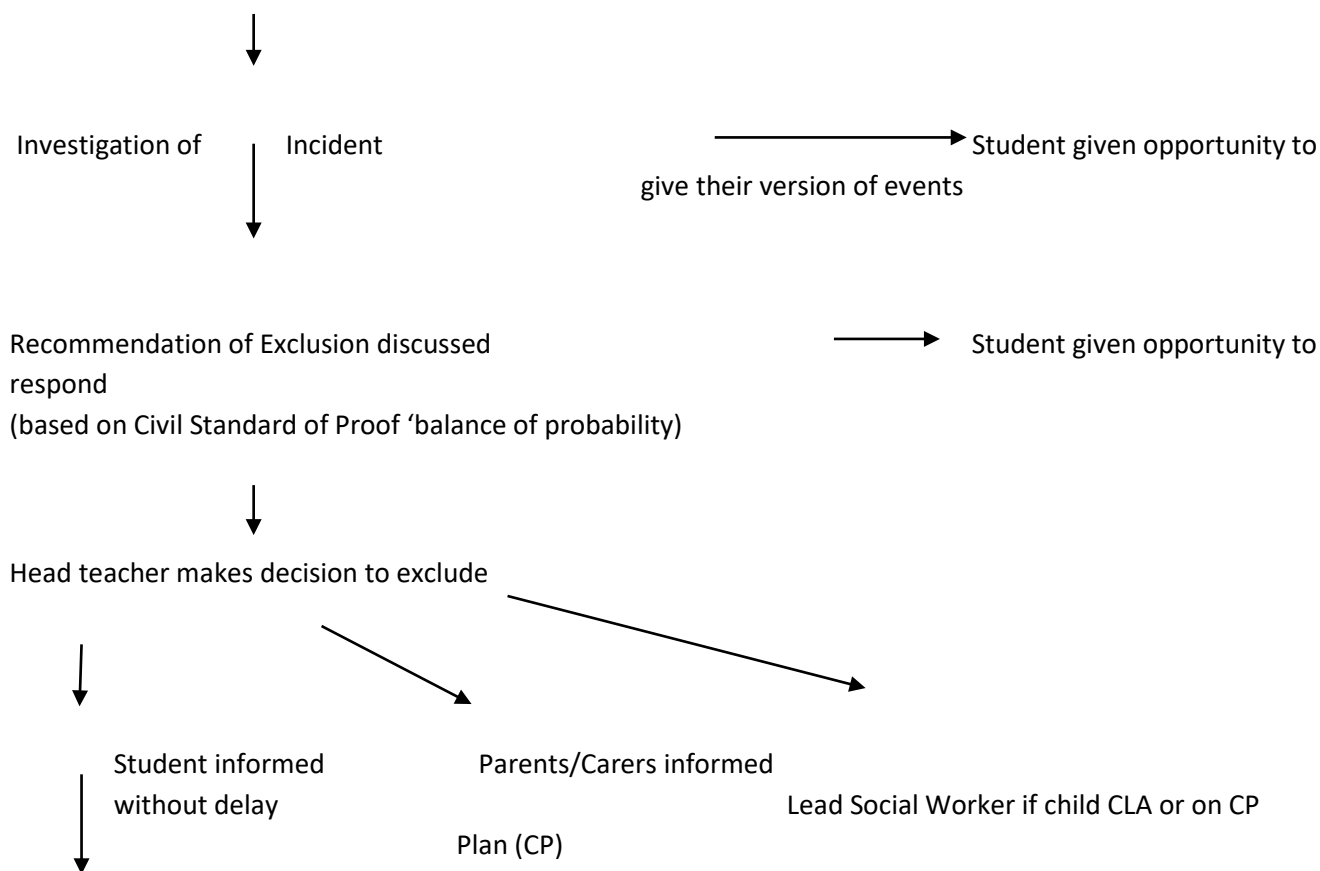 Investigation of Incident Student given opportunity to
give their version of events
Recommendation of Exclusion discussed Student given opportunity to
respond
(based on Civil Standard of Proof ‘balance of probability)
Head teacher makes decision to exclude
Student informed Parents/Carers informed
without delay Lead Social Worker if child CLA or on CP
Plan (CP)